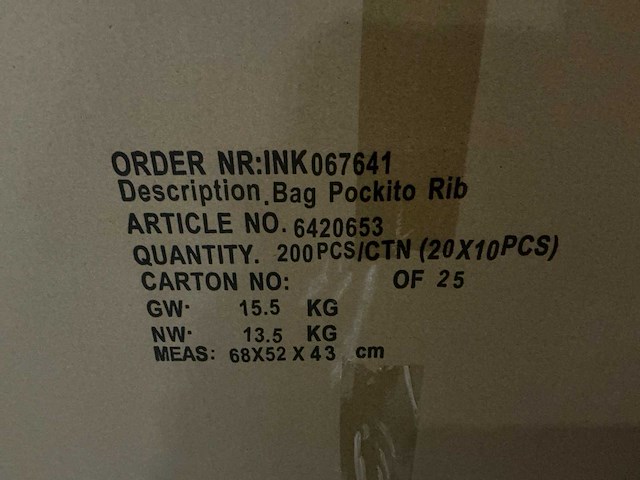 ORDER NR:INK067641
Description.Bag Pockito Rib
ARTICLE NO. 6420653
QUANTITY. 200PCS/CTN (20X10PCS)
CARTON NO: OF 25
GW· 15.5 KG
NW· 13.5 KG
MEAS: 68X52 X 43 cm